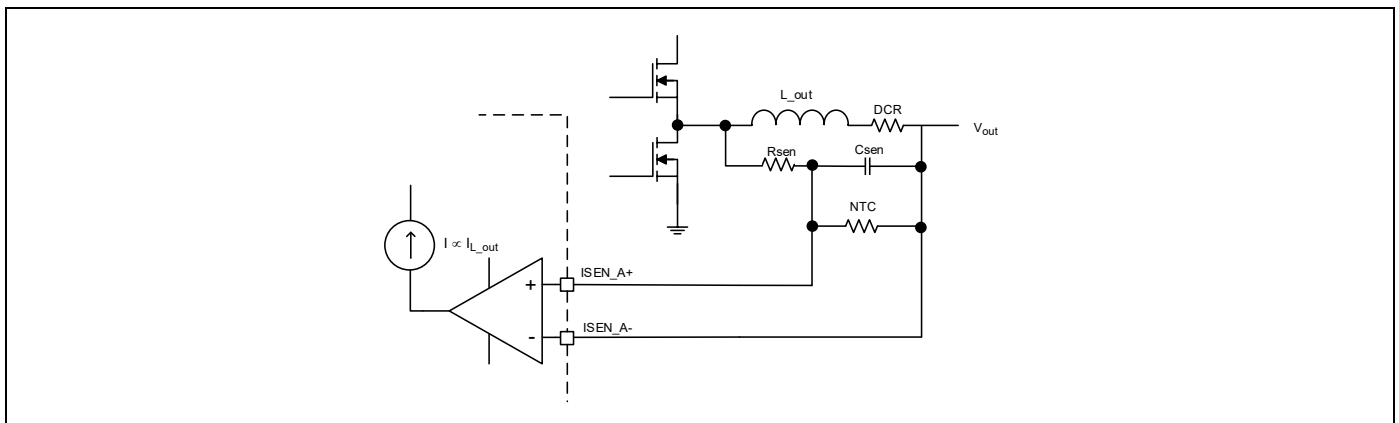 L_out
DCR
Vout
Rsen
Csen
NTC
I ∝ IL_out
ISEN_A+
+
ISEN_A-
-